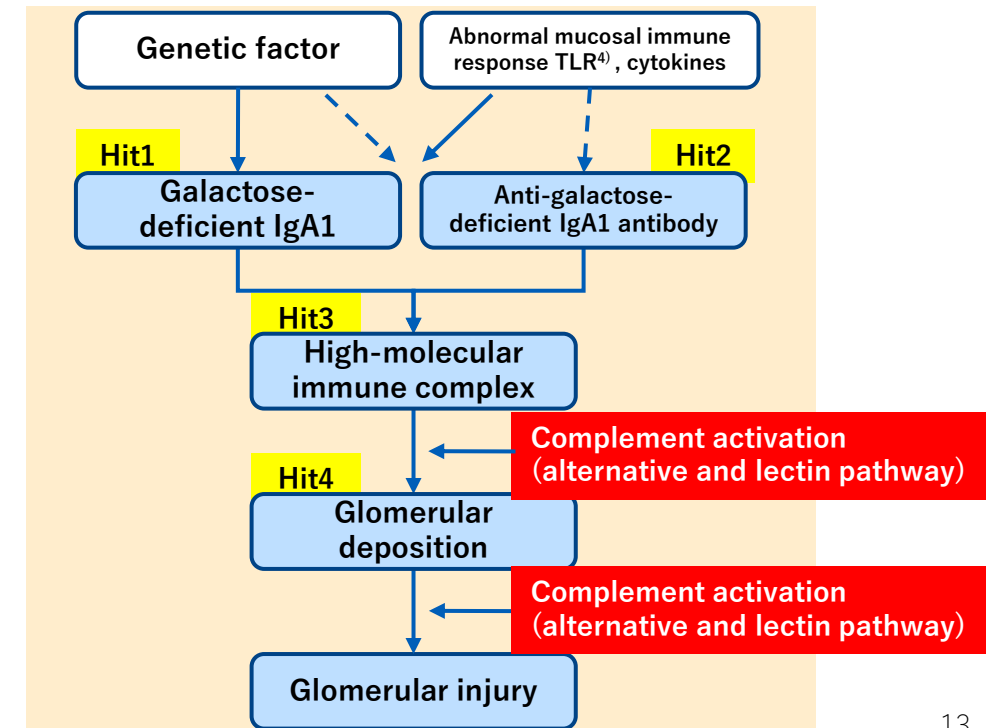 Genetic factor
Abnormal mucosal immune
response TLR⁴⁾ , cytokines
Hit1
Hit2
Galactose-
deficient IgA1
Anti-galactose-
deficient IgA1 antibody
Hit3
High-molecular
immune complex
Complement activation
(alternative and lectin pathway)
Hit4
Glomerular
deposition
Complement activation
(alternative and lectin pathway)
Glomerular injury
13